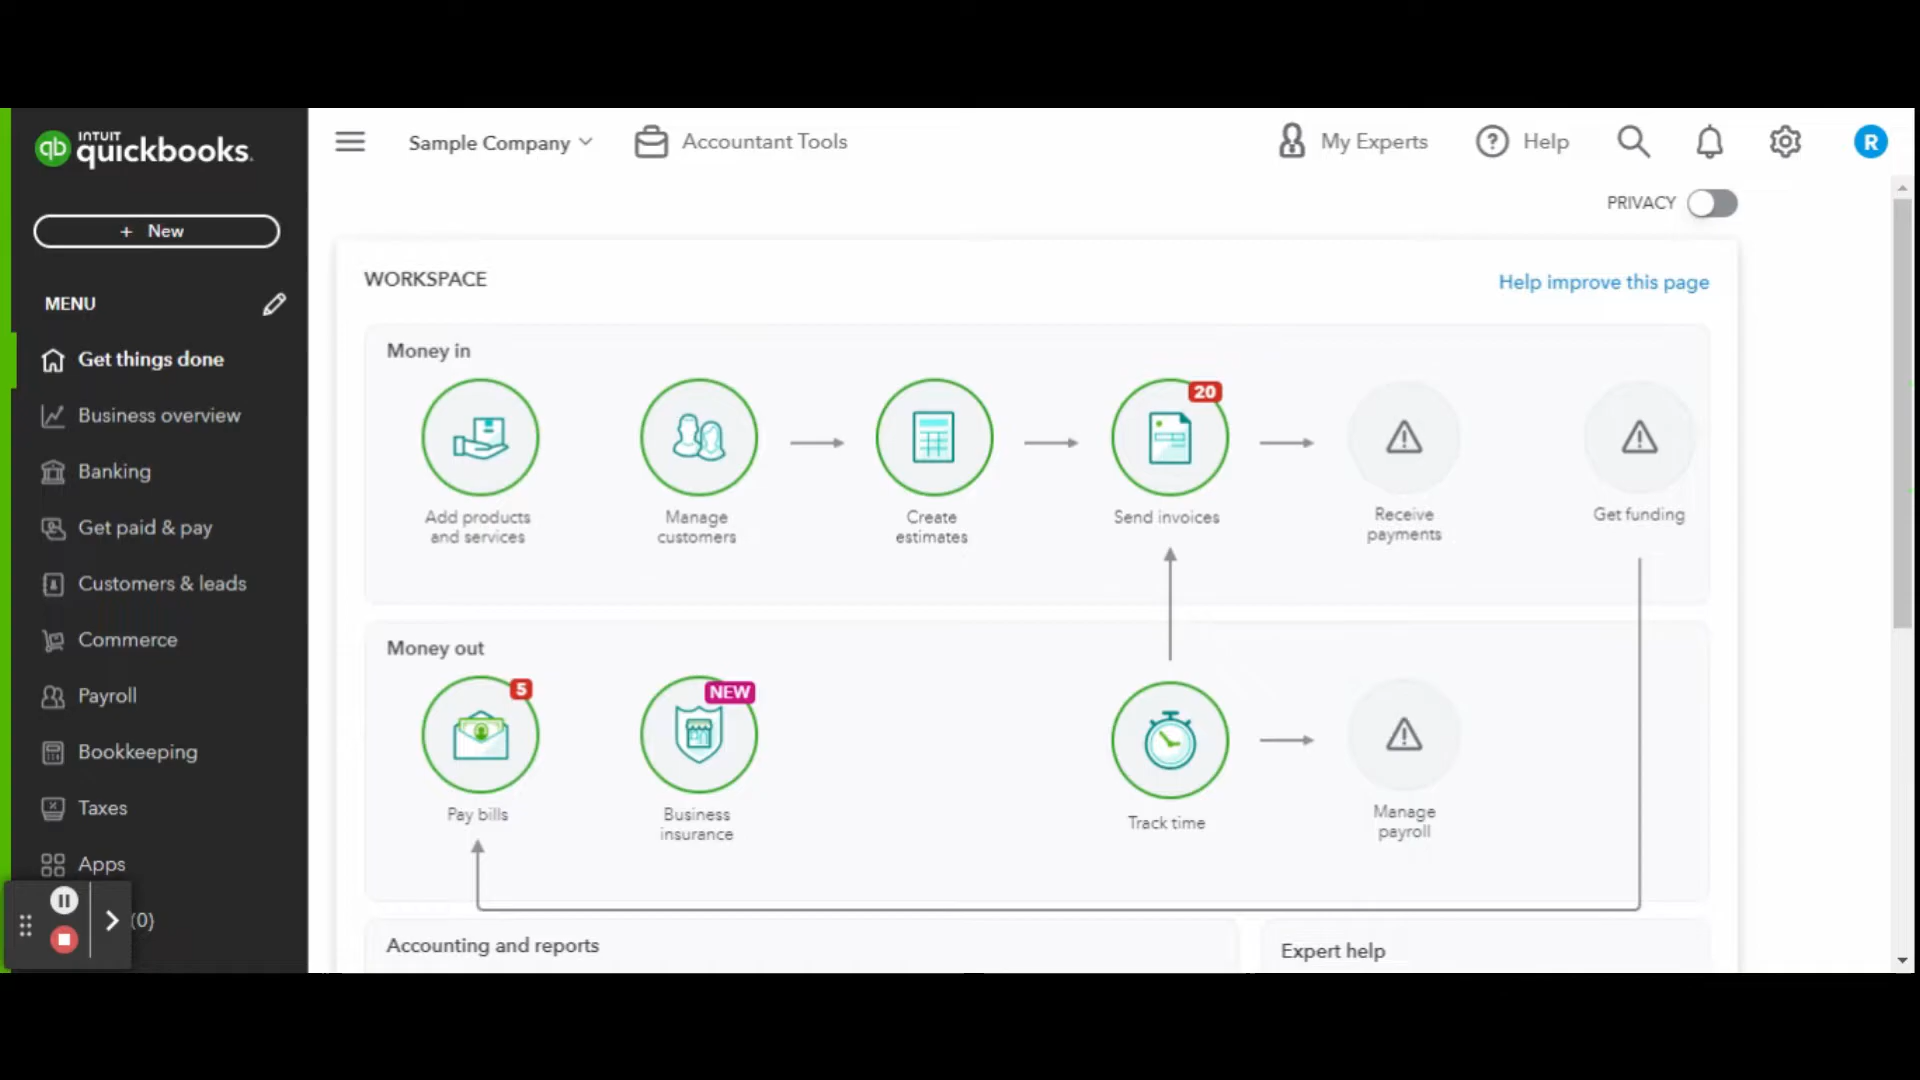 INTUIT
qb quickbooks.
Sample Company
Accountant Tools
My Experts
? Help
R
+ New
PRIVACY
MENU
Get things done
Business overview
Banking
Get paid & pay
Customers & leads
Commerce
Payroll
Bookkeeping
Taxes
Apps
(0)
WORKSPACE
Help improve this page
Money in
20
Add products
and services
Manage
customers
Create
estimates
Send invoices
Receive
payments
Get funding
Money out
5
NEW
Pay bills
Business
insurance
Track time
Manage
payroll
Accounting and reports
Expert help